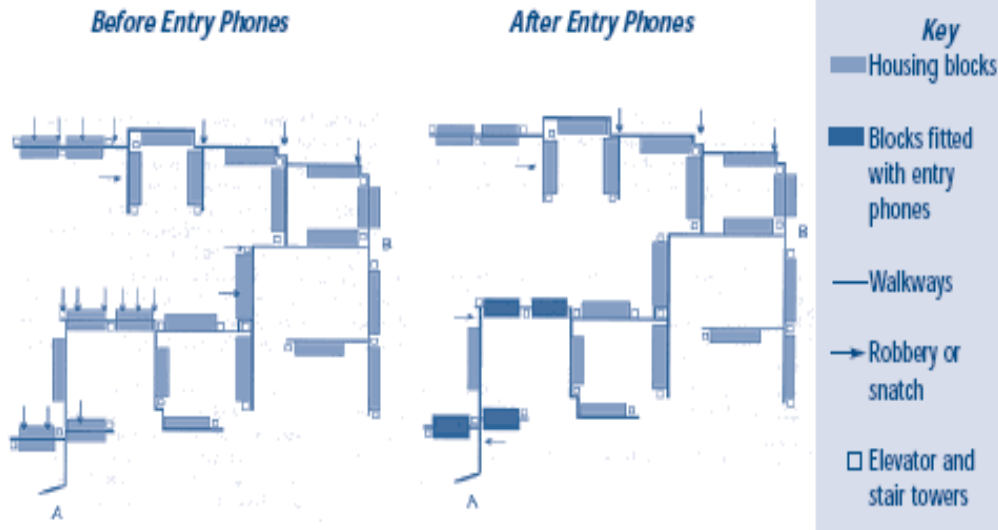 Before Entry Phones
After Entry Phones
Key
Housing blocks
Blocks fitted
with entry
phones
Walkways
Robbery or
snatch
Elevator and
stair towers
B
B
A
A